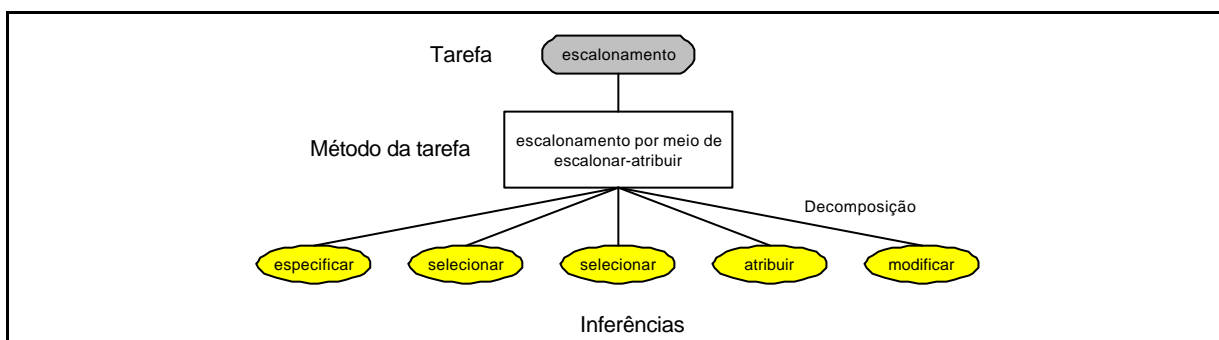 Tarefa
escalonamento
Método da tarefa
escalonamento por meio de
escalonar-atribuir
Decomposição
especificar
selecionar
selecionar
atribuir
modificar
Inferências